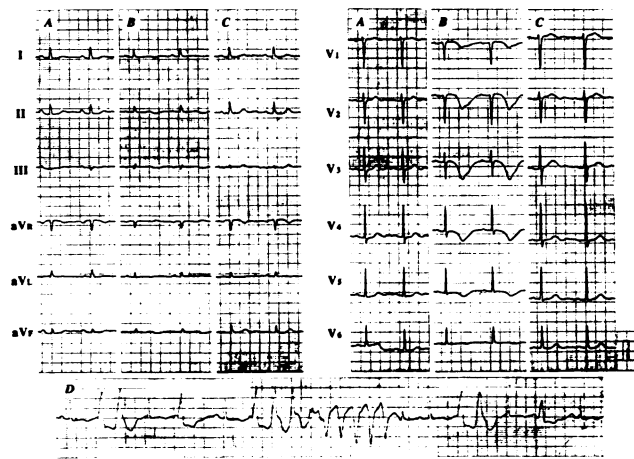 A B C A B C
I V1
II V2
III V3
aVR V4
aVL V5
aVF V6
D